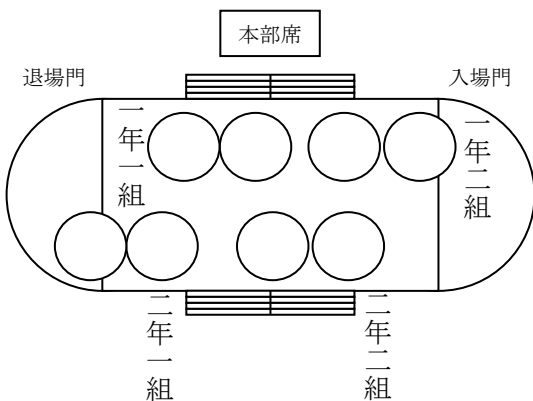 本部席
退場門
入場門
一年一組
一年二組
二年一組
二年二組